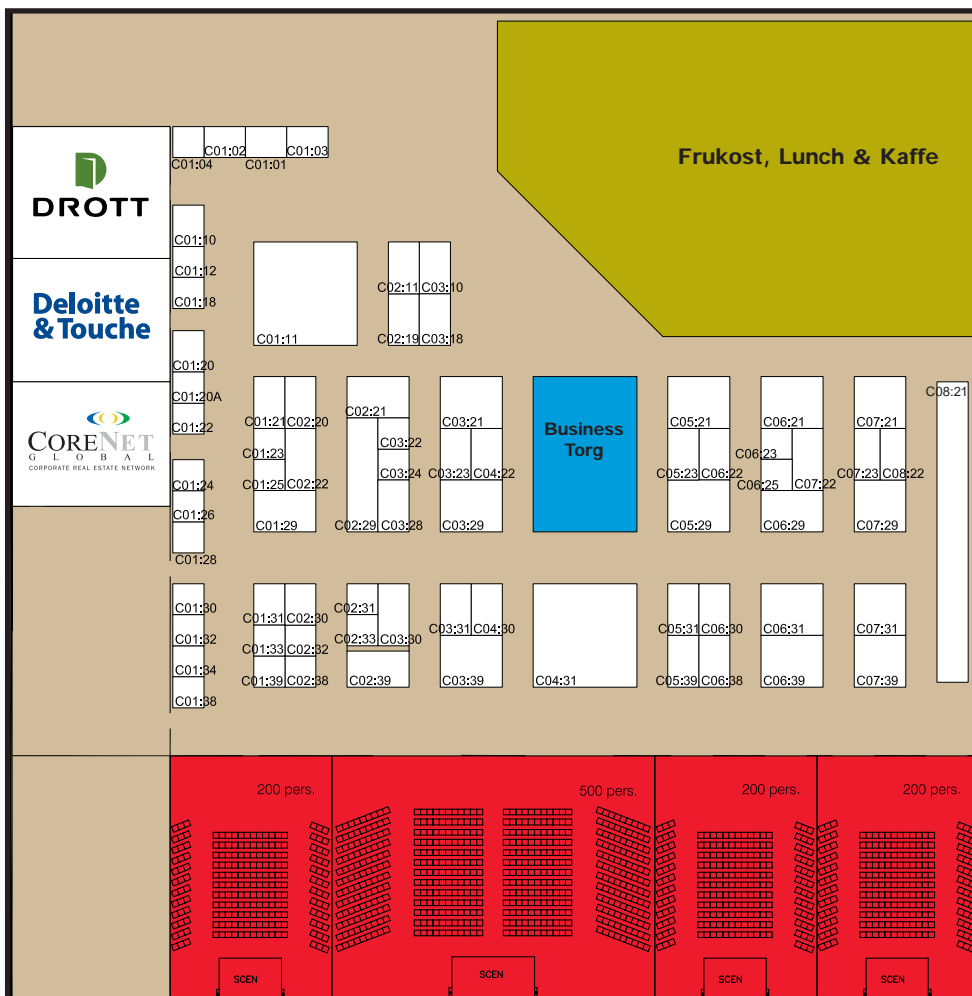 Frukost, Lunch & Kaffe
C01:02
C01:03
C01:04
C01:01
DROTT
C01:10
C01:12
C01:18
Deloitte
& Touche
C02:11
C03:10
C01:11
C02:19
C03:18
C01:20
C01:20A
C01:22
CORENET
GLOBAL
CORPORATE REAL ESTATE NETWORK
C01:21
C02:20
C02:21
C03:22
C03:21
Business
Torg
C05:21
C06:21
C07:21
C08:21
C01:23
C03:24
C03:23
C04:22
C05:23
C06:22
C06:23
C07:22
C07:23
C08:22
C01:24
C01:25
C02:22
C06:25
C01:26
C01:29
C02:29
C03:28
C03:29
C05:29
C06:29
C07:29
C01:28
C01:30
C01:31
C02:30
C02:31
C03:31
C04:30
C05:31
C06:30
C06:31
C07:31
C01:32
C02:33
C03:30
C01:33
C02:32
C01:34
C01:39
C02:38
C02:39
C03:39
C04:31
C05:39
C06:38
C06:39
C07:39
C01:38
200 pers.
500 pers.
200 pers.
200 pers.
SCEN
SCEN
SCEN
SCEN